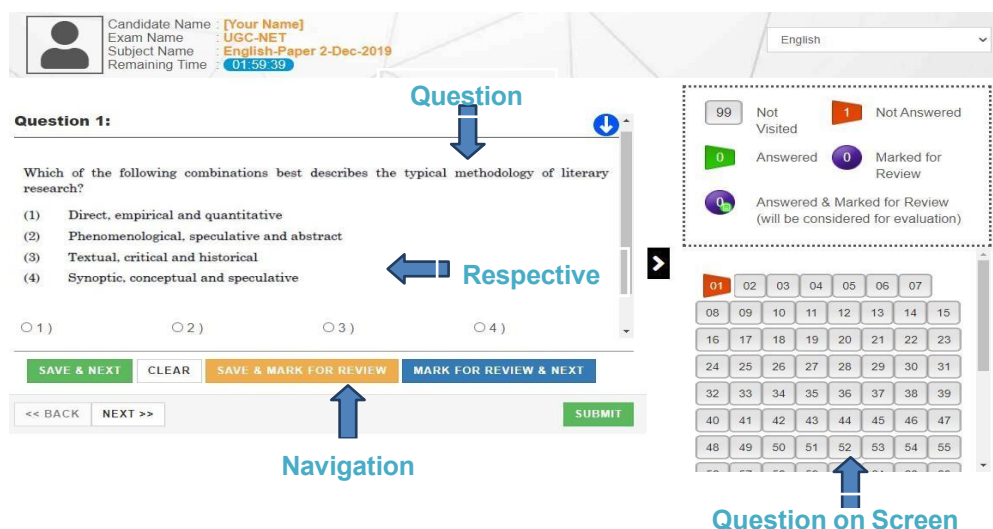 Candidate Name : [Your Name]
Exam Name : UGC-NET
Subject Name : English-Paper 2-Dec-2019
Remaining Time : 01:59:39
English
Question
Question 1:
Which of the following combinations best describes the typical methodology of literary
research?
(1) Direct, empirical and quantitative
(2) Phenomenological, speculative and abstract
(3) Textual, critical and historical
(4) Synoptic, conceptual and speculative
Respective
1 ) 2 ) 3 ) 4 )
SAVE & NEXT CLEAR SAVE & MARK FOR REVIEW MARK FOR REVIEW & NEXT
<< BACK NEXT >> SUBMIT
Navigation
99 Not Visited 1 Not Answered
0 Answered 0 Marked for Review
0 Answered & Marked for Review
(will be considered for evaluation)
>
01 02 03 04 05 06 07
08 09 10 11 12 13 14 15
16 17 18 19 20 21 22 23
24 25 26 27 28 29 30 31
32 33 34 35 36 37 38 39
40 41 42 43 44 45 46 47
48 49 50 51 52 53 54 55
Question on Screen